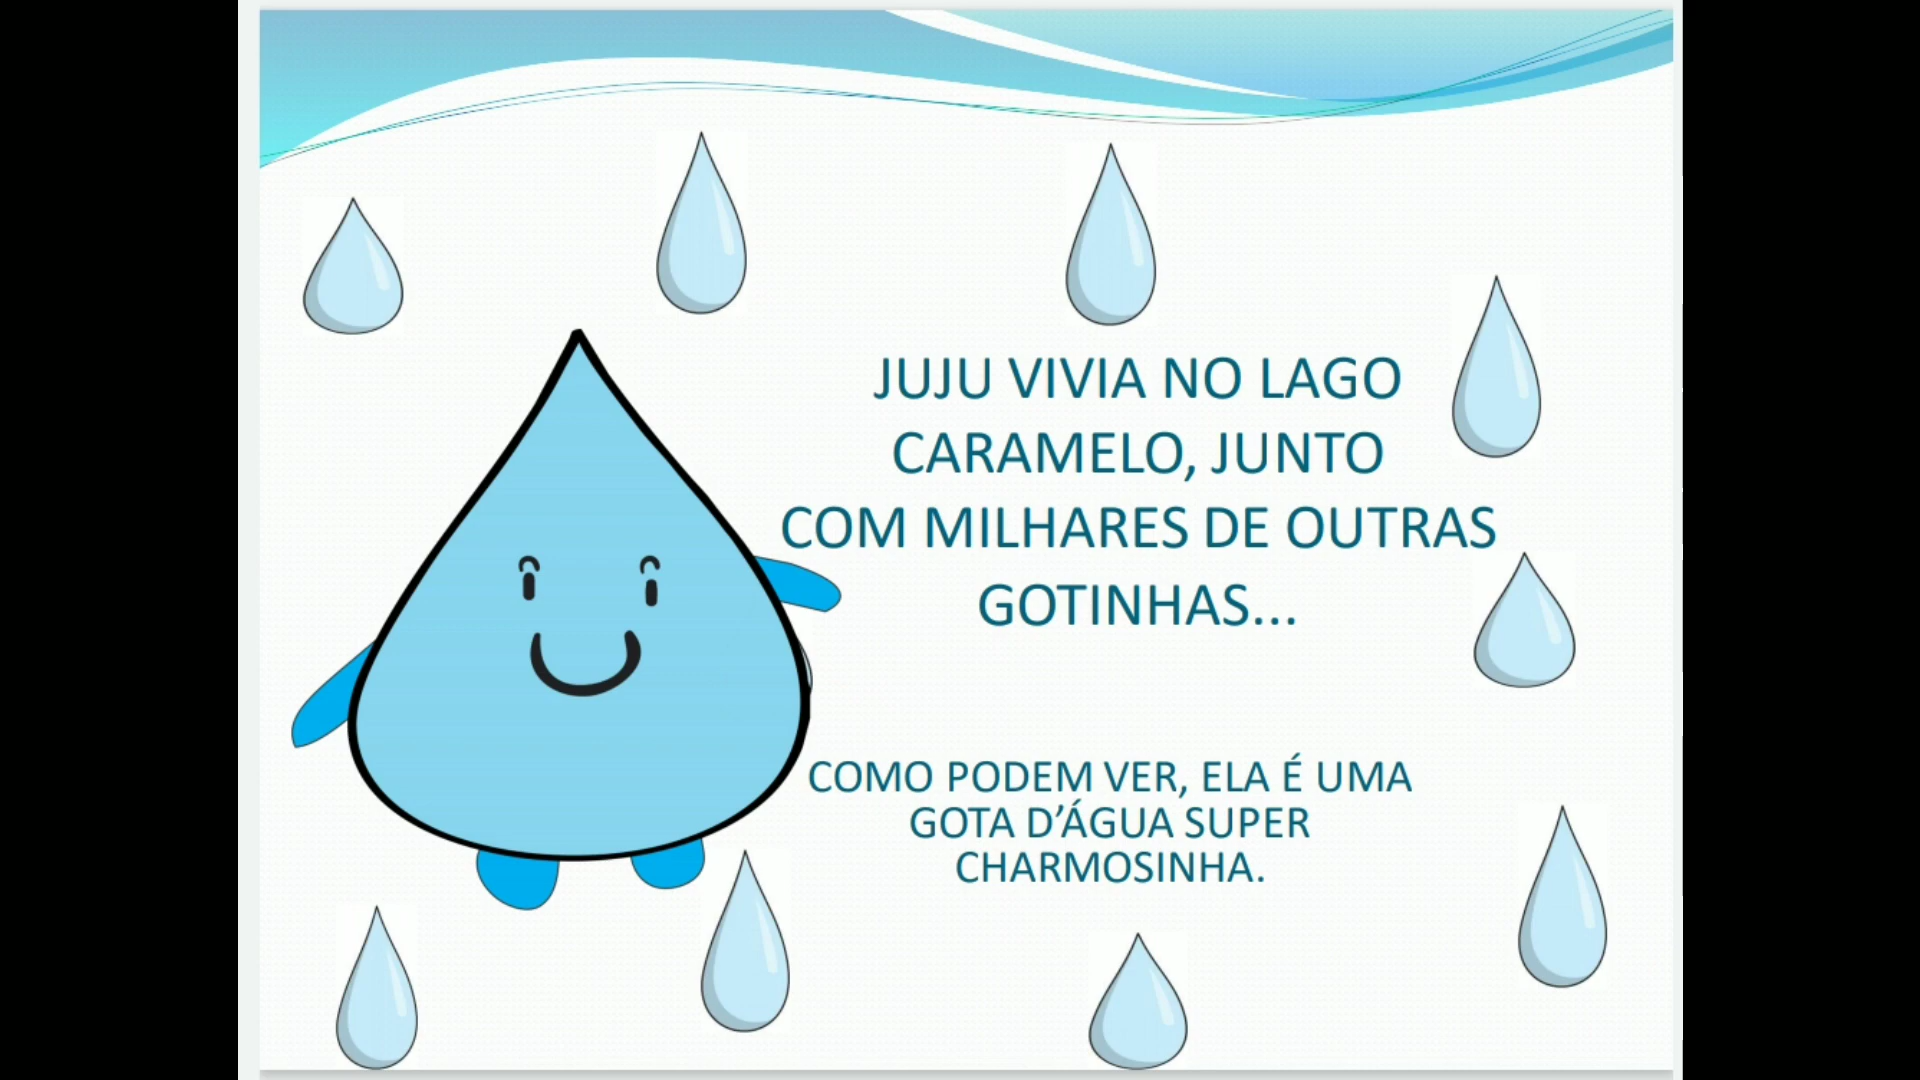 JUJU VIVIA NO LAGO
CARAMELO, JUNTO
COM MILHARES DE OUTRAS
GOTINHAS...
COMO PODEM VER, ELA É UMA
GOTA D’ÁGUA SUPER
CHARMOSINHA.